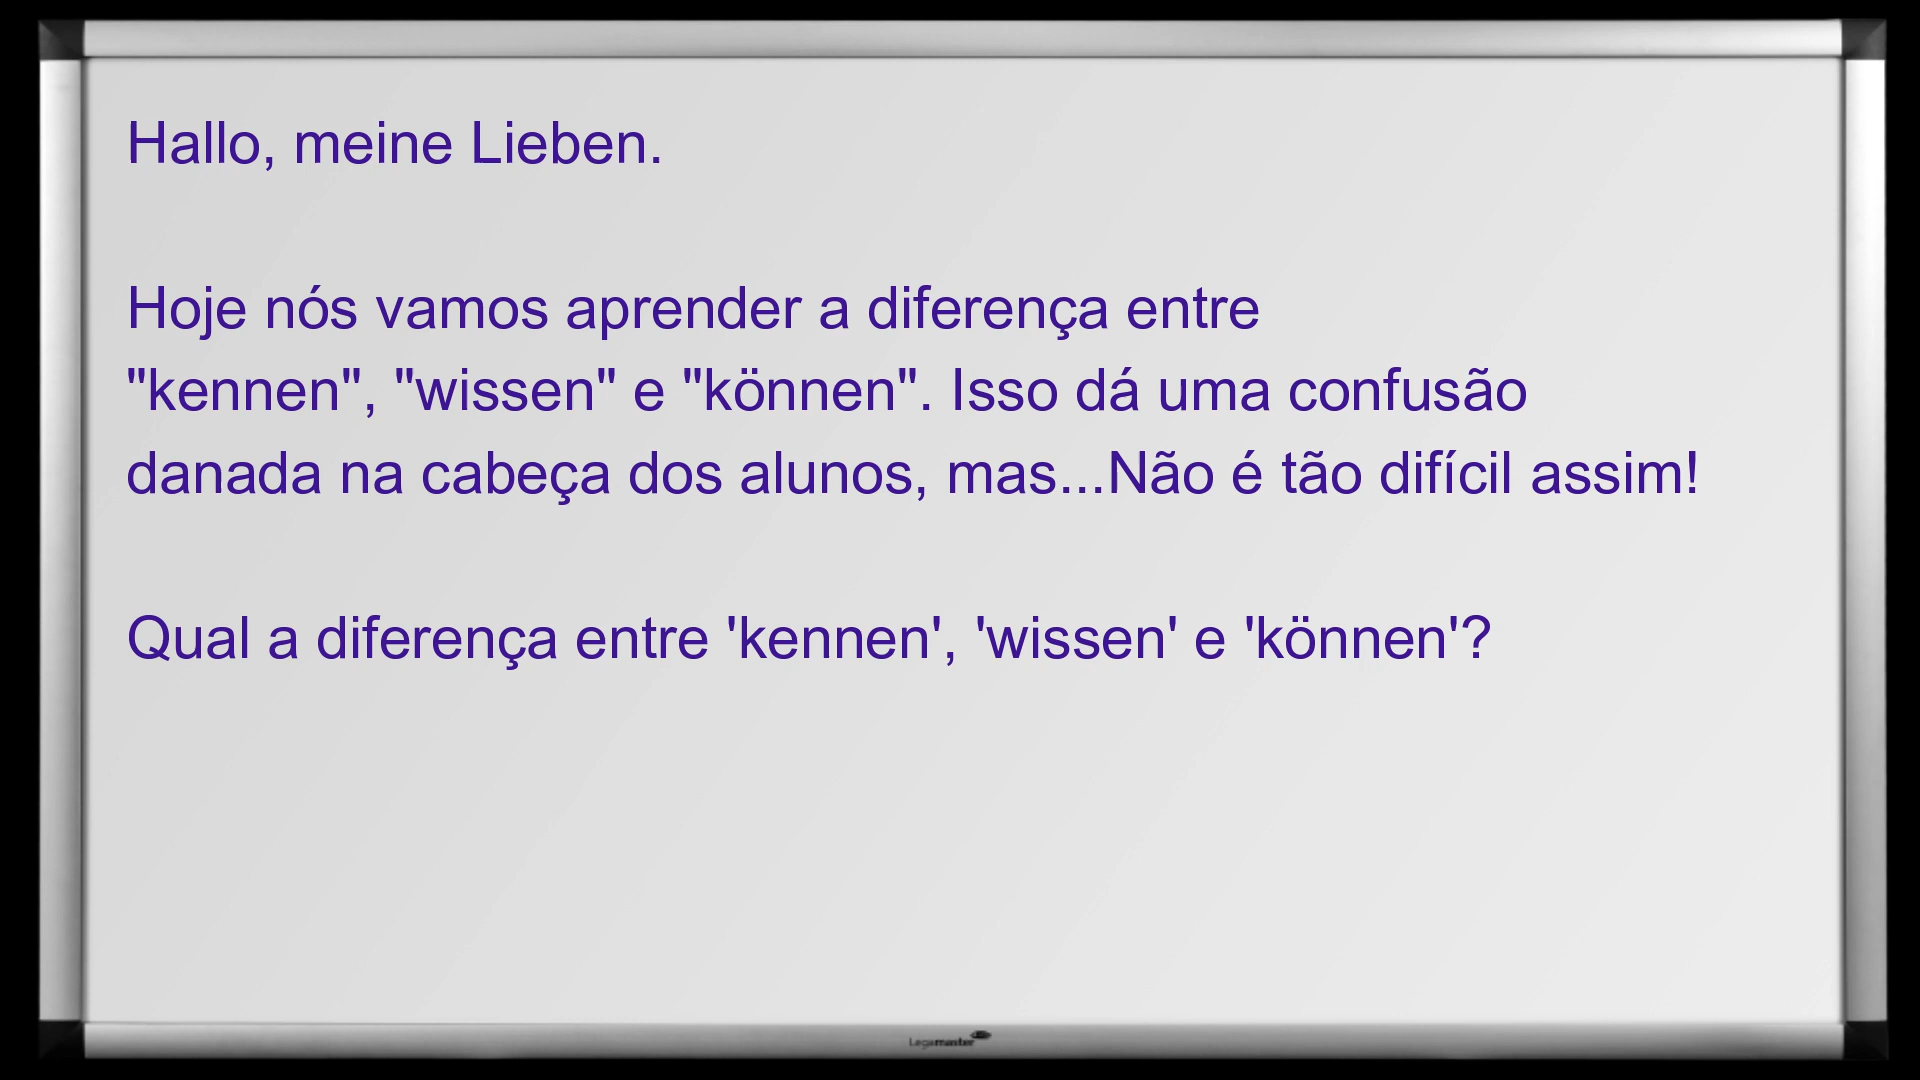 Hallo, meine Lieben.
Hoje nós vamos aprender a diferença entre
"kennen", "wissen" e "können". Isso dá uma confusão
danada na cabeça dos alunos, mas...Não é tão difícil assim!
Qual a diferença entre 'kennen', 'wissen' e 'können'?
Legamaster